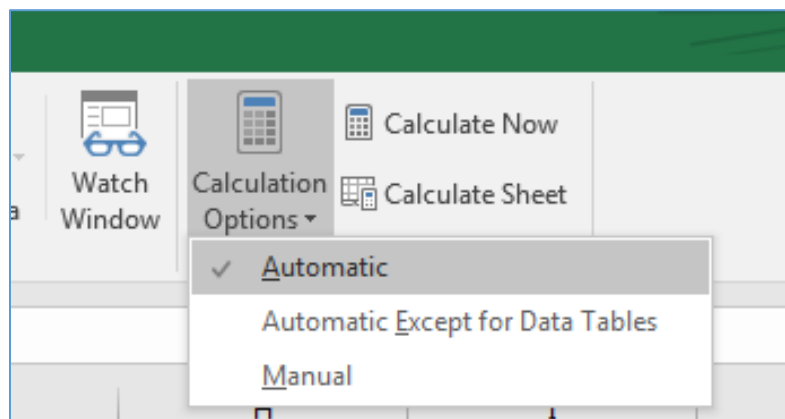 Watch
Window
Calculation
Options
Calculate Now
Calculate Sheet
Automatic
Automatic Except for Data Tables
Manual